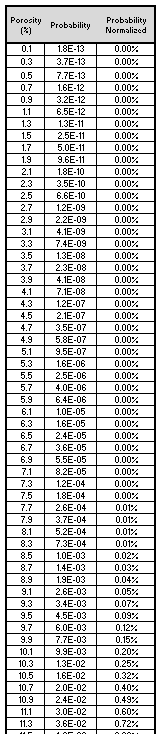 Porosity (%) Probability Probability Normalized
0.1 1.8E-13 0.00%
0.3 3.7E-13 0.00%
0.5 7.7E-13 0.00%
0.7 1.6E-12 0.00%
0.9 3.2E-12 0.00%
1.1 6.5E-12 0.00%
1.3 1.3E-11 0.00%
1.5 2.5E-11 0.00%
1.7 5.0E-11 0.00%
1.9 9.6E-11 0.00%
2.1 1.8E-10 0.00%
2.3 3.5E-10 0.00%
2.5 6.6E-10 0.00%
2.7 1.2E-09 0.00%
2.9 2.2E-09 0.00%
3.1 4.1E-09 0.00%
3.3 7.4E-09 0.00%
3.5 1.3E-08 0.00%
3.7 2.3E-08 0.00%
3.9 4.1E-08 0.00%
4.1 7.1E-08 0.00%
4.3 1.2E-07 0.00%
4.5 2.1E-07 0.00%
4.7 3.5E-07 0.00%
4.9 5.8E-07 0.00%
5.1 9.5E-07 0.00%
5.3 1.6E-06 0.00%
5.5 2.5E-06 0.00%
5.7 4.0E-06 0.00%
5.9 6.4E-06 0.00%
6.1 1.0E-05 0.00%
6.3 1.6E-05 0.00%
6.5 2.4E-05 0.00%
6.7 3.6E-05 0.00%
6.9 5.5E-05 0.00%
7.1 8.2E-05 0.00%
7.3 1.2E-04 0.00%
7.5 1.8E-04 0.00%
7.7 2.6E-04 0.01%
7.9 3.7E-04 0.01%
8.1 5.2E-04 0.01%
8.3 7.3E-04 0.01%
8.5 1.0E-03 0.02%
8.7 1.4E-03 0.03%
8.9 1.9E-03 0.04%
9.1 2.6E-03 0.05%
9.3 3.4E-03 0.07%
9.5 4.5E-03 0.09%
9.7 6.0E-03 0.12%
9.9 7.7E-03 0.15%
10.1 9.9E-03 0.20%
10.3 1.3E-02 0.25%
10.5 1.6E-02 0.32%
10.7 2.0E-02 0.40%
10.9 2.4E-02 0.49%
11.1 3.0E-02 0.60%
11.3 3.6E-02 0.72%